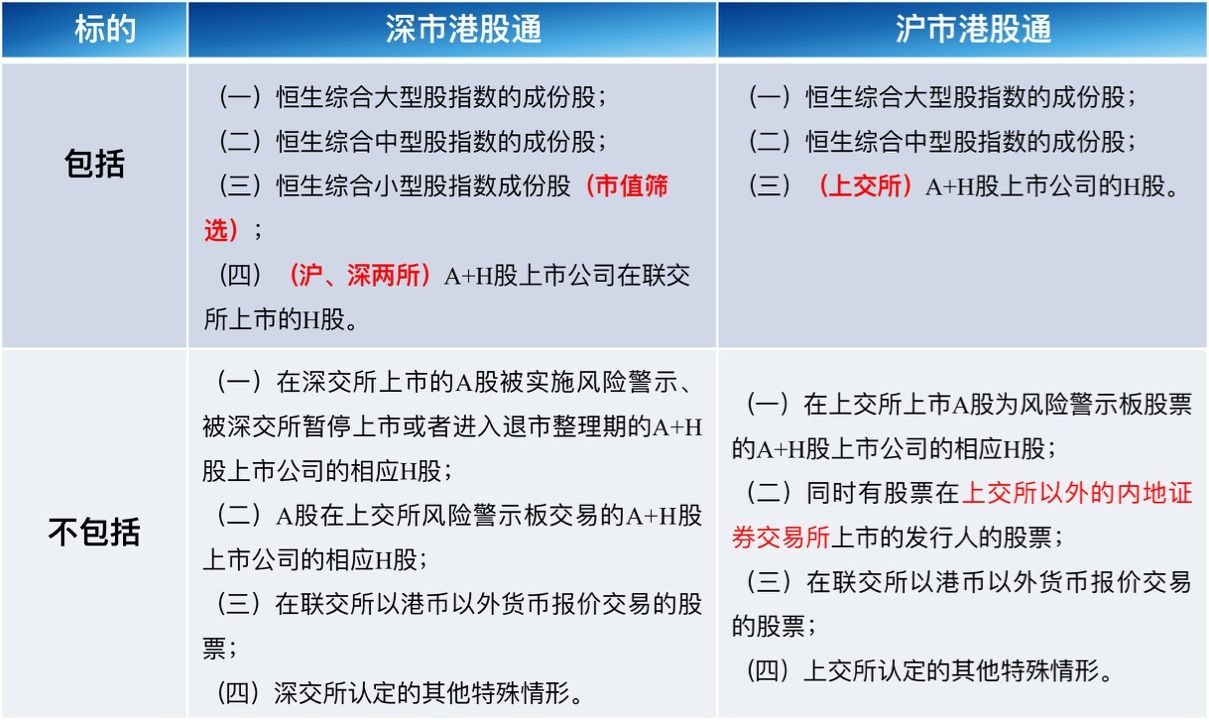 标的
深市港股通
沪市港股通
包括
（一）恒生综合大型股指数的成份股；
（二）恒生综合中型股指数的成份股；
（三）恒生综合小型股指数成份股（市值筛
选）；
（四）（沪、深两所）A+H股上市公司在联交
所上市的H股。
（一）恒生综合大型股指数的成份股；
（二）恒生综合中型股指数的成份股；
（三）（上交所）A+H股上市公司的H股。
不包括
（一）在深交所上市的A股被实施风险警示、
被深交所暂停上市或者进入退市整理期的A+H
股上市公司的相应H股；
（二）A股在上交所风险警示板交易的A+H股
上市公司的相应H股；
（三）在联交所以港币以外货币报价交易的股
票；
（四）深交所认定的其他特殊情形。
（一）在上交所上市A股为风险警示板股票
的A+H股上市公司的相应H股；
（二）同时有股票在上交所以外的内地证
券交易所上市的发行人的股票；
（三）在联交所以港币以外货币报价交易
的股票；
（四）上交所认定的其他特殊情形。